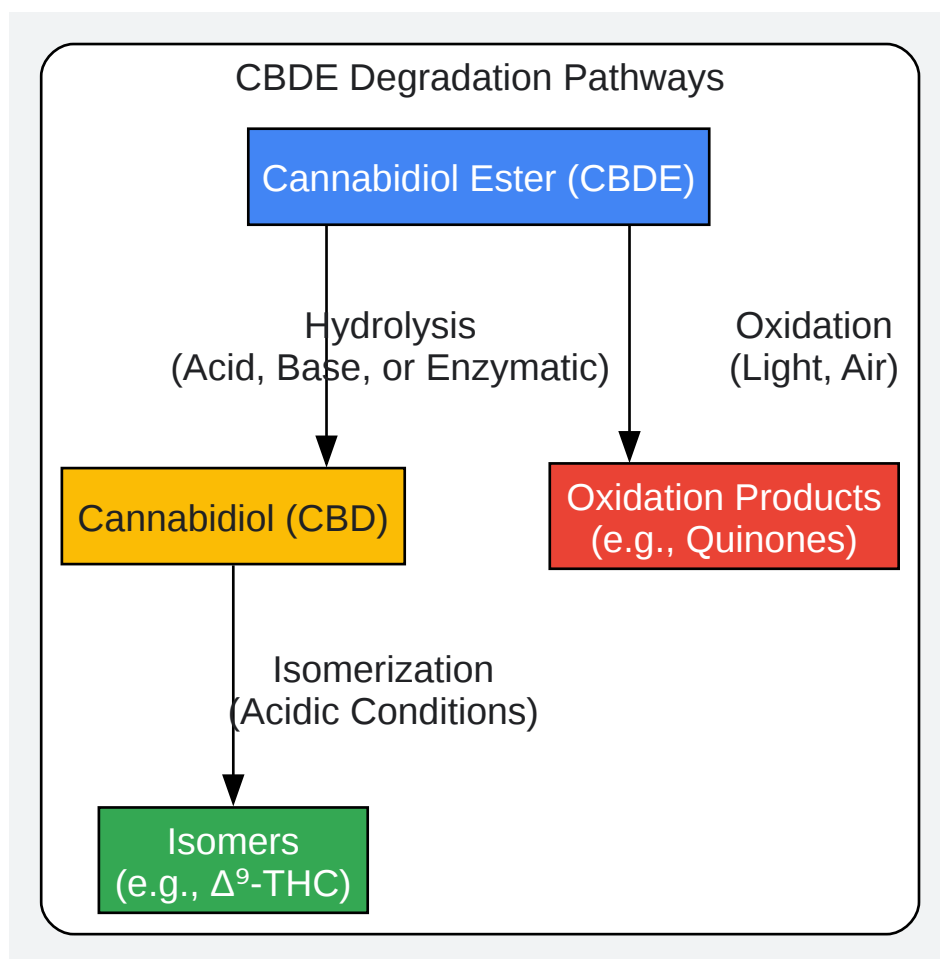 CBDE Degradation Pathways
Cannabidiol Ester (CBDE)
Hydrolysis
(Acid, Base, or Enzymatic)
Oxidation
(Light, Air)
Cannabidiol (CBD)
Oxidation Products
(e.g., Quinones)
Isomerization
(Acidic Conditions)
Isomers
(e.g., Δ⁹-THC)